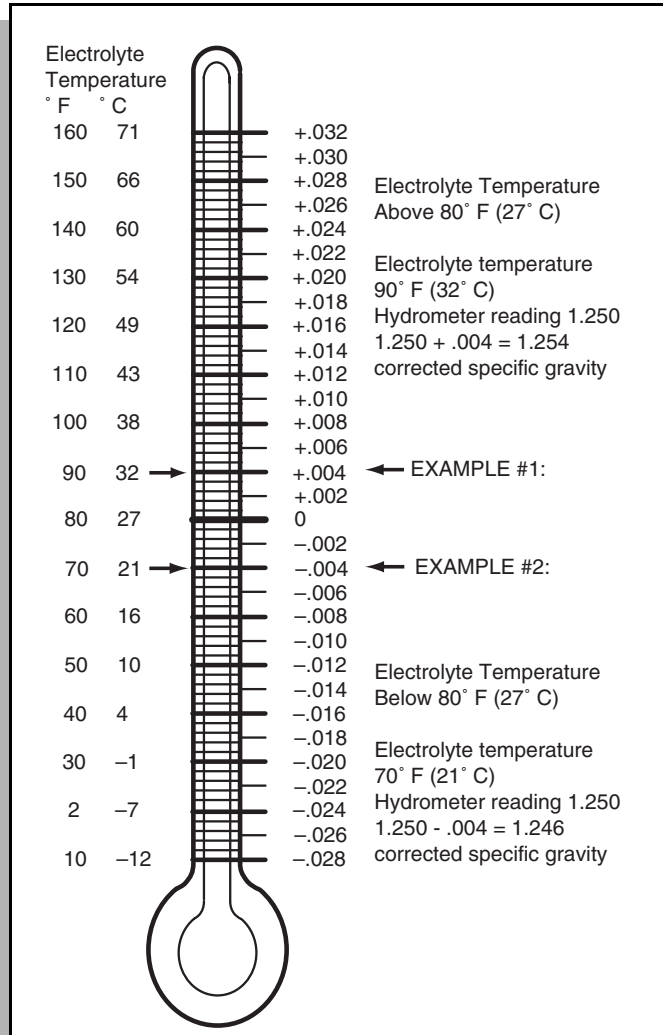 Electrolyte
Temperature
° F ° C
160 71 +.032
+.030
150 66 +.028
+.026
140 60 +.024
+.022
130 54 +.020
+.018
120 49 +.016
+.014
110 43 +.012
+.010
100 38 +.008
+.006
90 32 +.004
+.002
80 27 0
–.002
70 21 –.004
–.006
60 16 –.008
–.010
50 10 –.012
–.014
40 4 –.016
–.018
30 –1 –.020
–.022
2 –7 –.024
–.026
10 –12 –.028
Electrolyte Temperature
Above 80° F (27° C)
Electrolyte temperature
90° F (32° C)
Hydrometer reading 1.250
1.250 + .004 = 1.254
corrected specific gravity
EXAMPLE #1:
EXAMPLE #2:
Electrolyte Temperature
Below 80° F (27° C)
Electrolyte temperature
70° F (21° C)
Hydrometer reading 1.250
1.250 - .004 = 1.246
corrected specific gravity